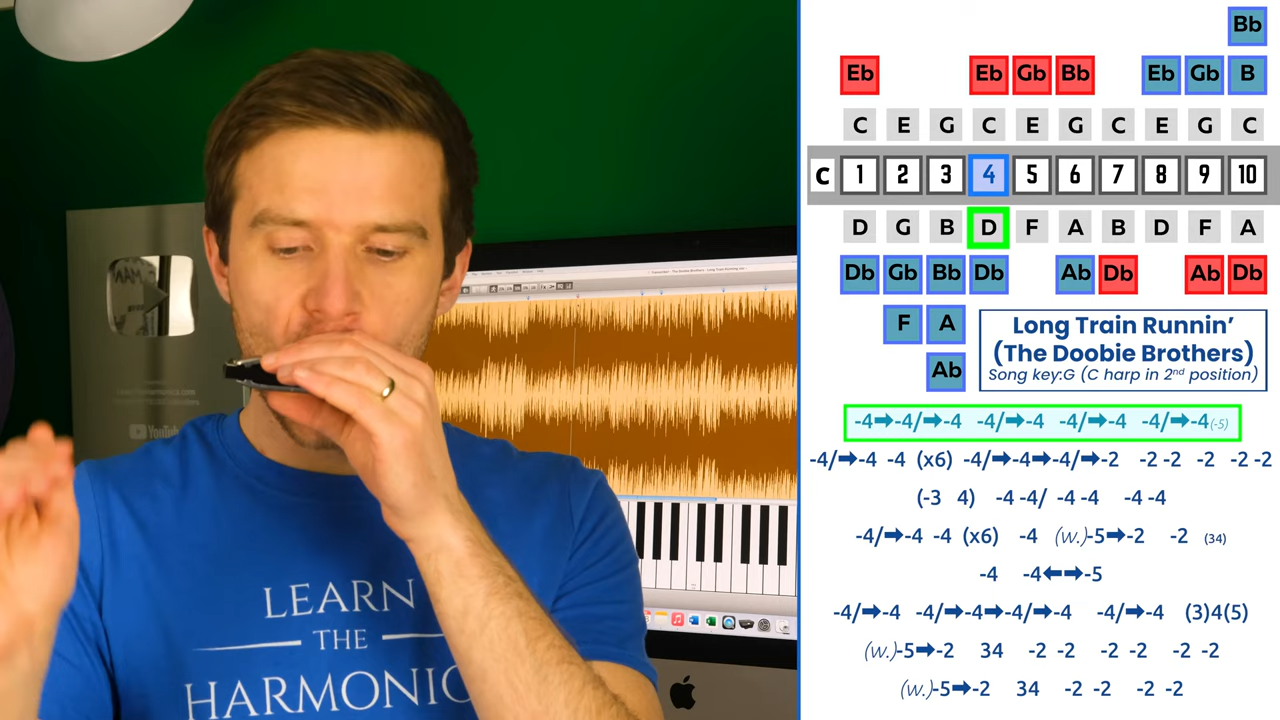 Bb
Eb Eb Gb Bb Eb Gb B
C E G C E G C E G C
C 1 2 3 4 5 6 7 8 9 10
D G B D F A B D F A
Db Gb Bb Db Ab Db Ab Db
F A
Ab
Long Train Runnin’
(The Doobie Brothers)
Song key:G (C harp in 2nd position)
-4➡-4/➡-4 -4/➡-4 -4/➡-4 -4/➡-4(-5)
-4/➡-4 -4 (x6) -4/➡-4➡-4/➡-2 -2 -2 -2 -2 -2
(-3 4) -4 -4/ -4 -4 -4 -4
-4/➡-4 -4 (x6) -4 (w.)-5➡-2 -2 (34)
-4 -4⬅➡-5
-4/➡-4 -4/➡-4➡-4/➡-4 -4/➡-4 (3)4(5)
(w.)-5➡-2 34 -2 -2 -2 -2 -2 -2
(w.)-5➡-2 34 -2 -2 -2 -2
YouTube
LEARN
THE
HARMONIC